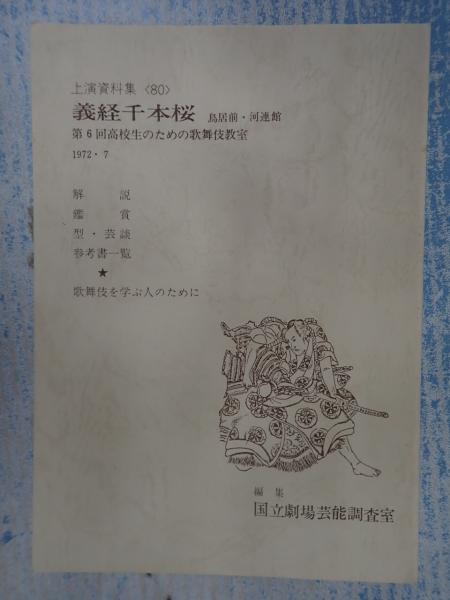 上演資料集〈80〉
義経千本桜 鳥居前・河連館
第6回高校生のための歌舞伎教室
1972・7
解説
鑑賞
型・芸談
参考書一覧
★
歌舞伎を学ぶ人のために
編集
国立劇場芸能調査室